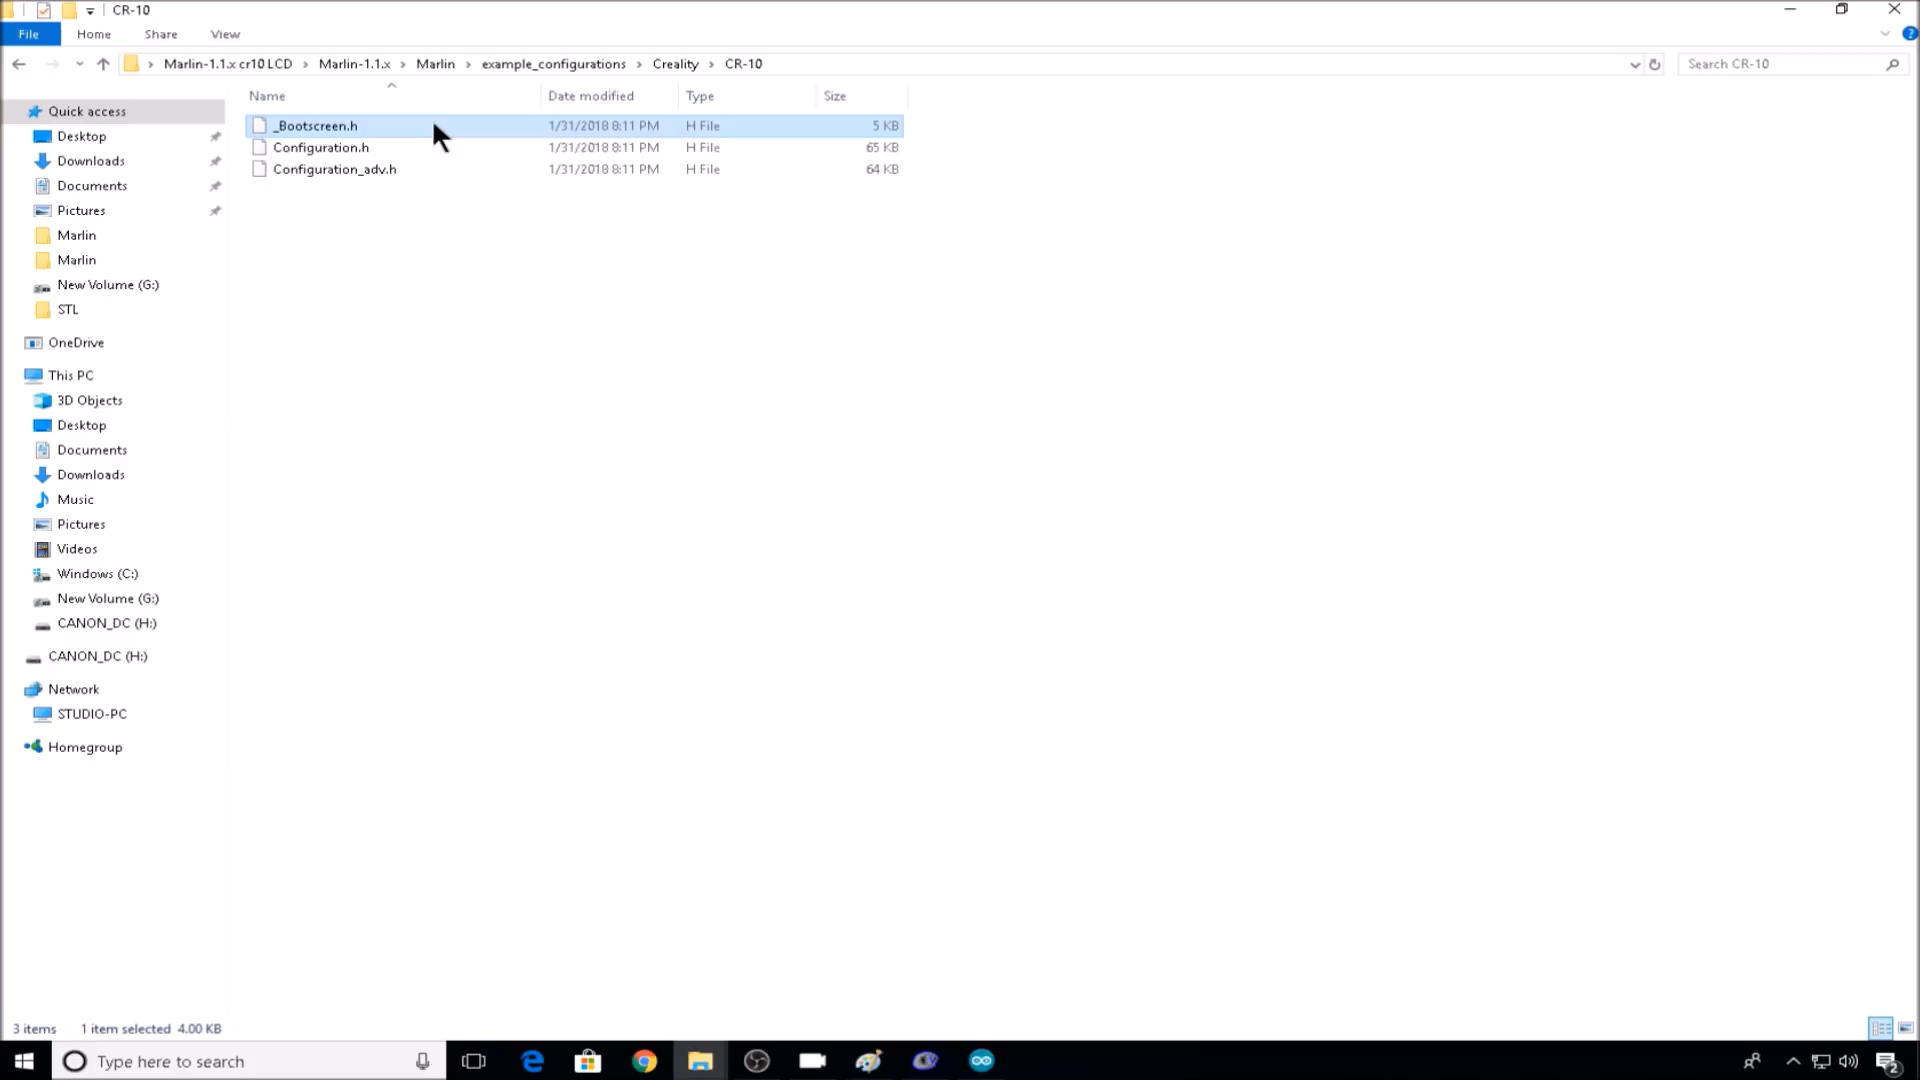 CR-10
File Home Share View
Marlin-1.1.x cr10 LCD Marlin-1.1.x Marlin example_configurations Creality CR-10 Search CR-10
Name Date modified Type Size
_Bootscreen.h 1/31/2018 8:11 PM H File 5 KB
Configuration.h 1/31/2018 8:11 PM H File 65 KB
Configuration_adv.h 1/31/2018 8:11 PM H File 64 KB
Quick access
Desktop
Downloads
Documents
Pictures
Marlin
Marlin
New Volume (G:)
STL
OneDrive
This PC
3D Objects
Desktop
Documents
Downloads
Music
Pictures
Videos
Windows (C:)
New Volume (G:)
CANON_DC (H:)
CANON_DC (H:)
Network
STUDIO-PC
Homegroup
3 items 1 item selected 4.00 KB
Type here to search
2